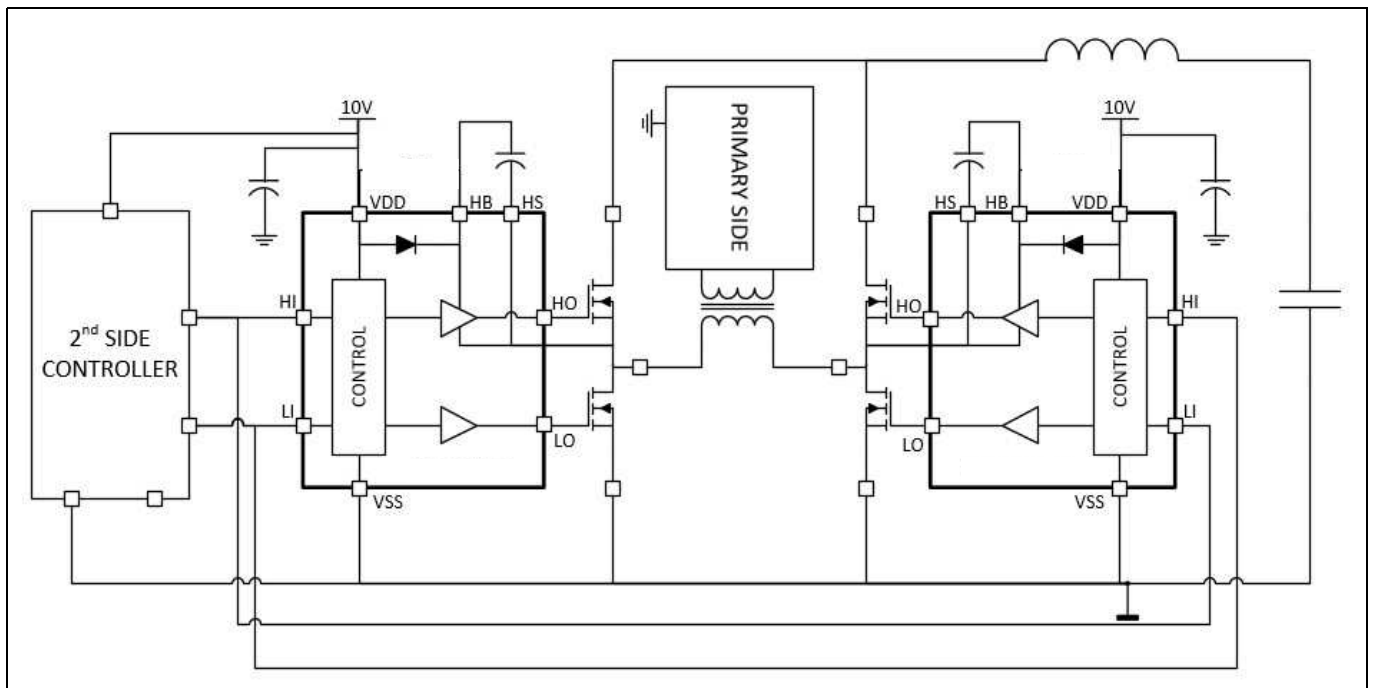 10V
PRIMARY SIDE
10V
VDD
HB
HS
HS
HB
VDD
HI
CONTROL
HO
HO
CONTROL
HI
2nd SIDE
CONTROLLER
LI
LO
LO
LI
VSS
VSS